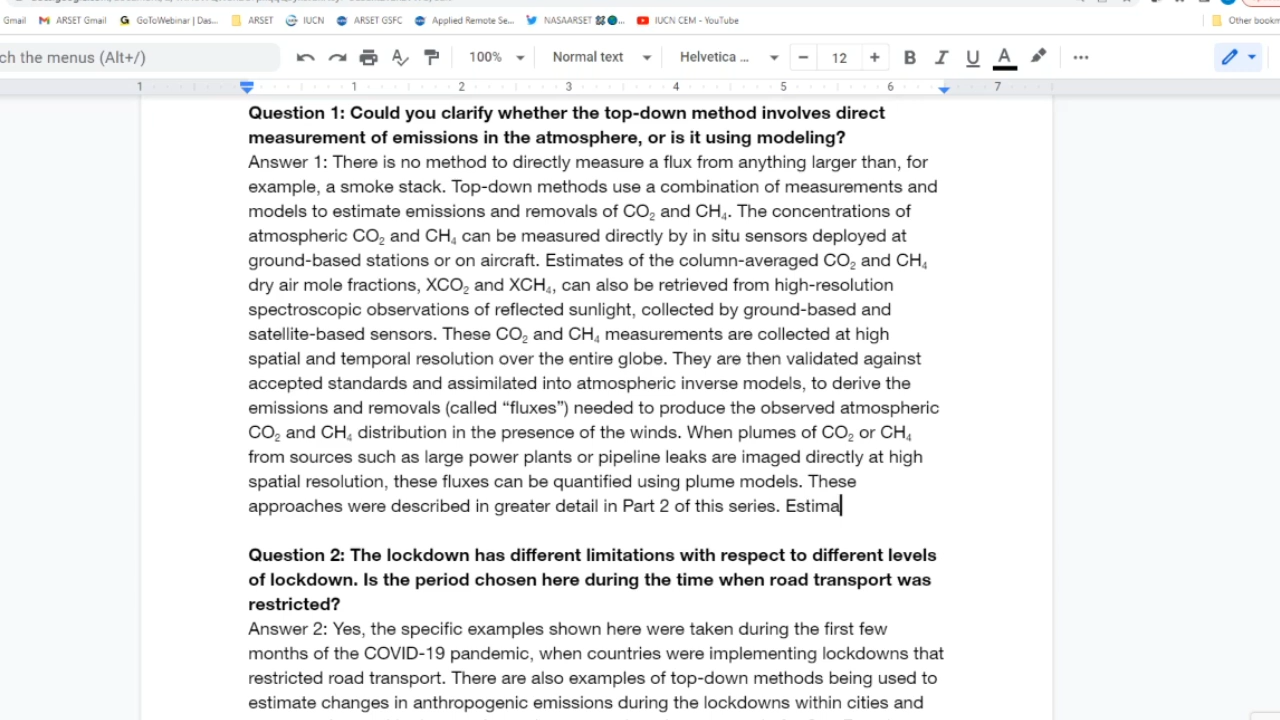 Gmail ARSET Gmail GoToWebinar | Das... ARSET IUCN ARSET GSFC Applied Remote Se... NASAARSET IUCN CEM - YouTube Other bookm
ch the menus (Alt+/) 100% Normal text Helvetica ... 12 B I U A
1 1 2 3 4 5 6 7
Question 1: Could you clarify whether the top-down method involves direct
measurement of emissions in the atmosphere, or is it using modeling?
Answer 1: There is no method to directly measure a flux from anything larger than, for
example, a smoke stack. Top-down methods use a combination of measurements and
models to estimate emissions and removals of CO₂ and CH₄. The concentrations of
atmospheric CO₂ and CH₄ can be measured directly by in situ sensors deployed at
ground-based stations or on aircraft. Estimates of the column-averaged CO₂ and CH₄
dry air mole fractions, XCO₂ and XCH₄, can also be retrieved from high-resolution
spectroscopic observations of reflected sunlight, collected by ground-based and
satellite-based sensors. These CO₂ and CH₄ measurements are collected at high
spatial and temporal resolution over the entire globe. They are then validated against
accepted standards and assimilated into atmospheric inverse models, to derive the
emissions and removals (called “fluxes”) needed to produce the observed atmospheric
CO₂ and CH₄ distribution in the presence of the winds. When plumes of CO₂ or CH₄
from sources such as large power plants or pipeline leaks are imaged directly at high
spatial resolution, these fluxes can be quantified using plume models. These
approaches were described in greater detail in Part 2 of this series. Estima
Question 2: The lockdown has different limitations with respect to different levels
of lockdown. Is the period chosen here during the time when road transport was
restricted?
Answer 2: Yes, the specific examples shown here were taken during the first few
months of the COVID-19 pandemic, when countries were implementing lockdowns that
restricted road transport. There are also examples of top-down methods being used to
estimate changes in anthropogenic emissions during the lockdowns within cities and